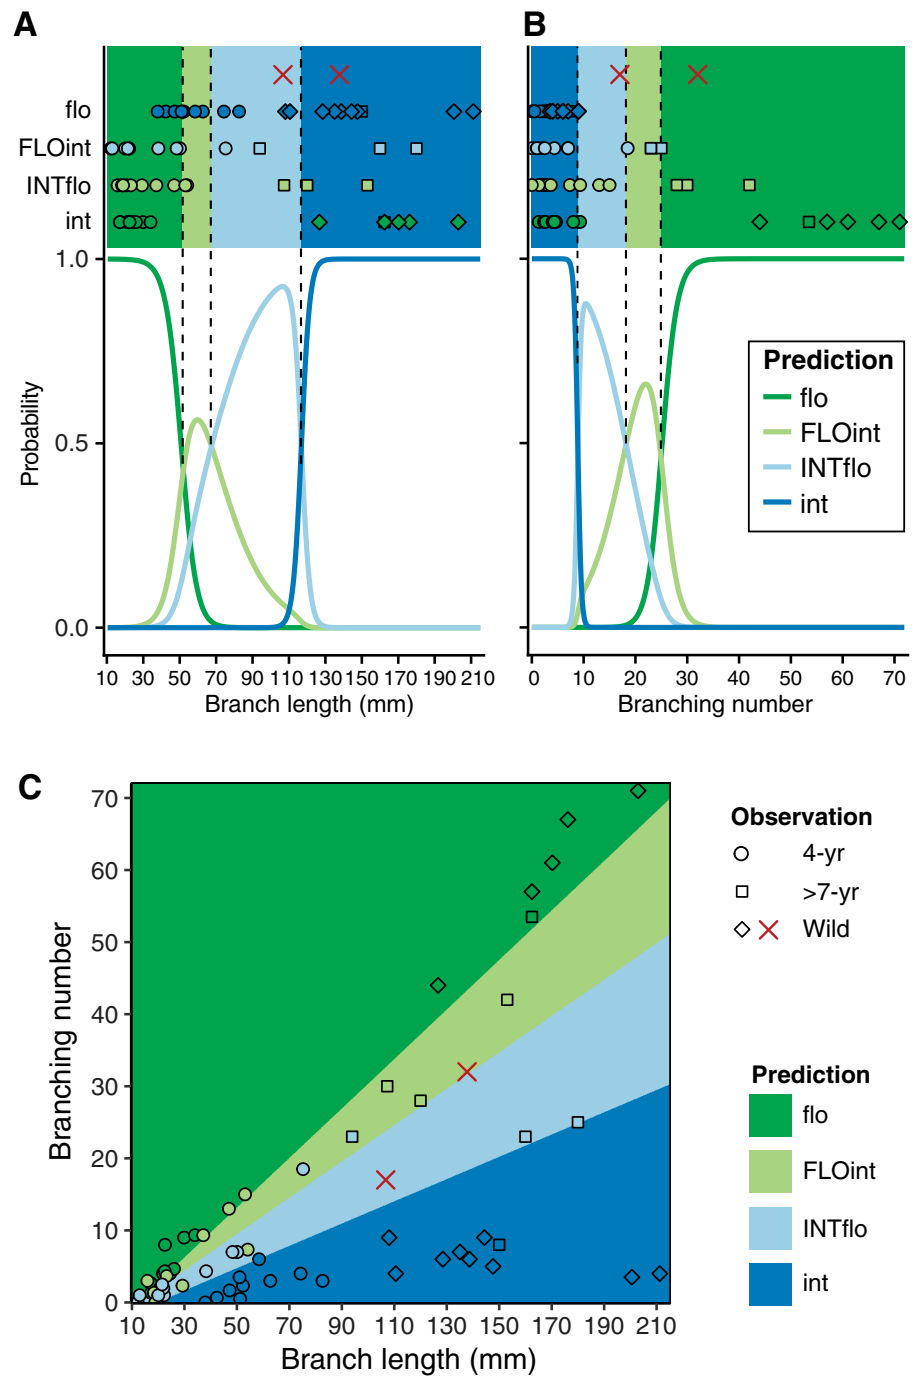 A
B
flo
FLOint
INTflo
int
1.0
0.5
0.0
Probability
10 30 50 70 90 110 130 150 170 190 210
Branch length (mm)
0 10 20 30 40 50 60 70
Branching number
Prediction
flo
FLOint
INTflo
int
C
70
60
50
40
30
20
10
0
Branching number
10 30 50 70 90 110 130 150 170 190 210
Branch length (mm)
Observation
4-yr
>7-yr
Wild
Prediction
flo
FLOint
INTflo
int